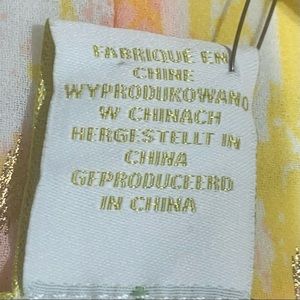 FABRIQUÉ EN
CHINE
WYPRODUKOWANO
W CHINACH
HERGESTELLT IN
CHINA
GEPRODUCEERD
IN CHINA